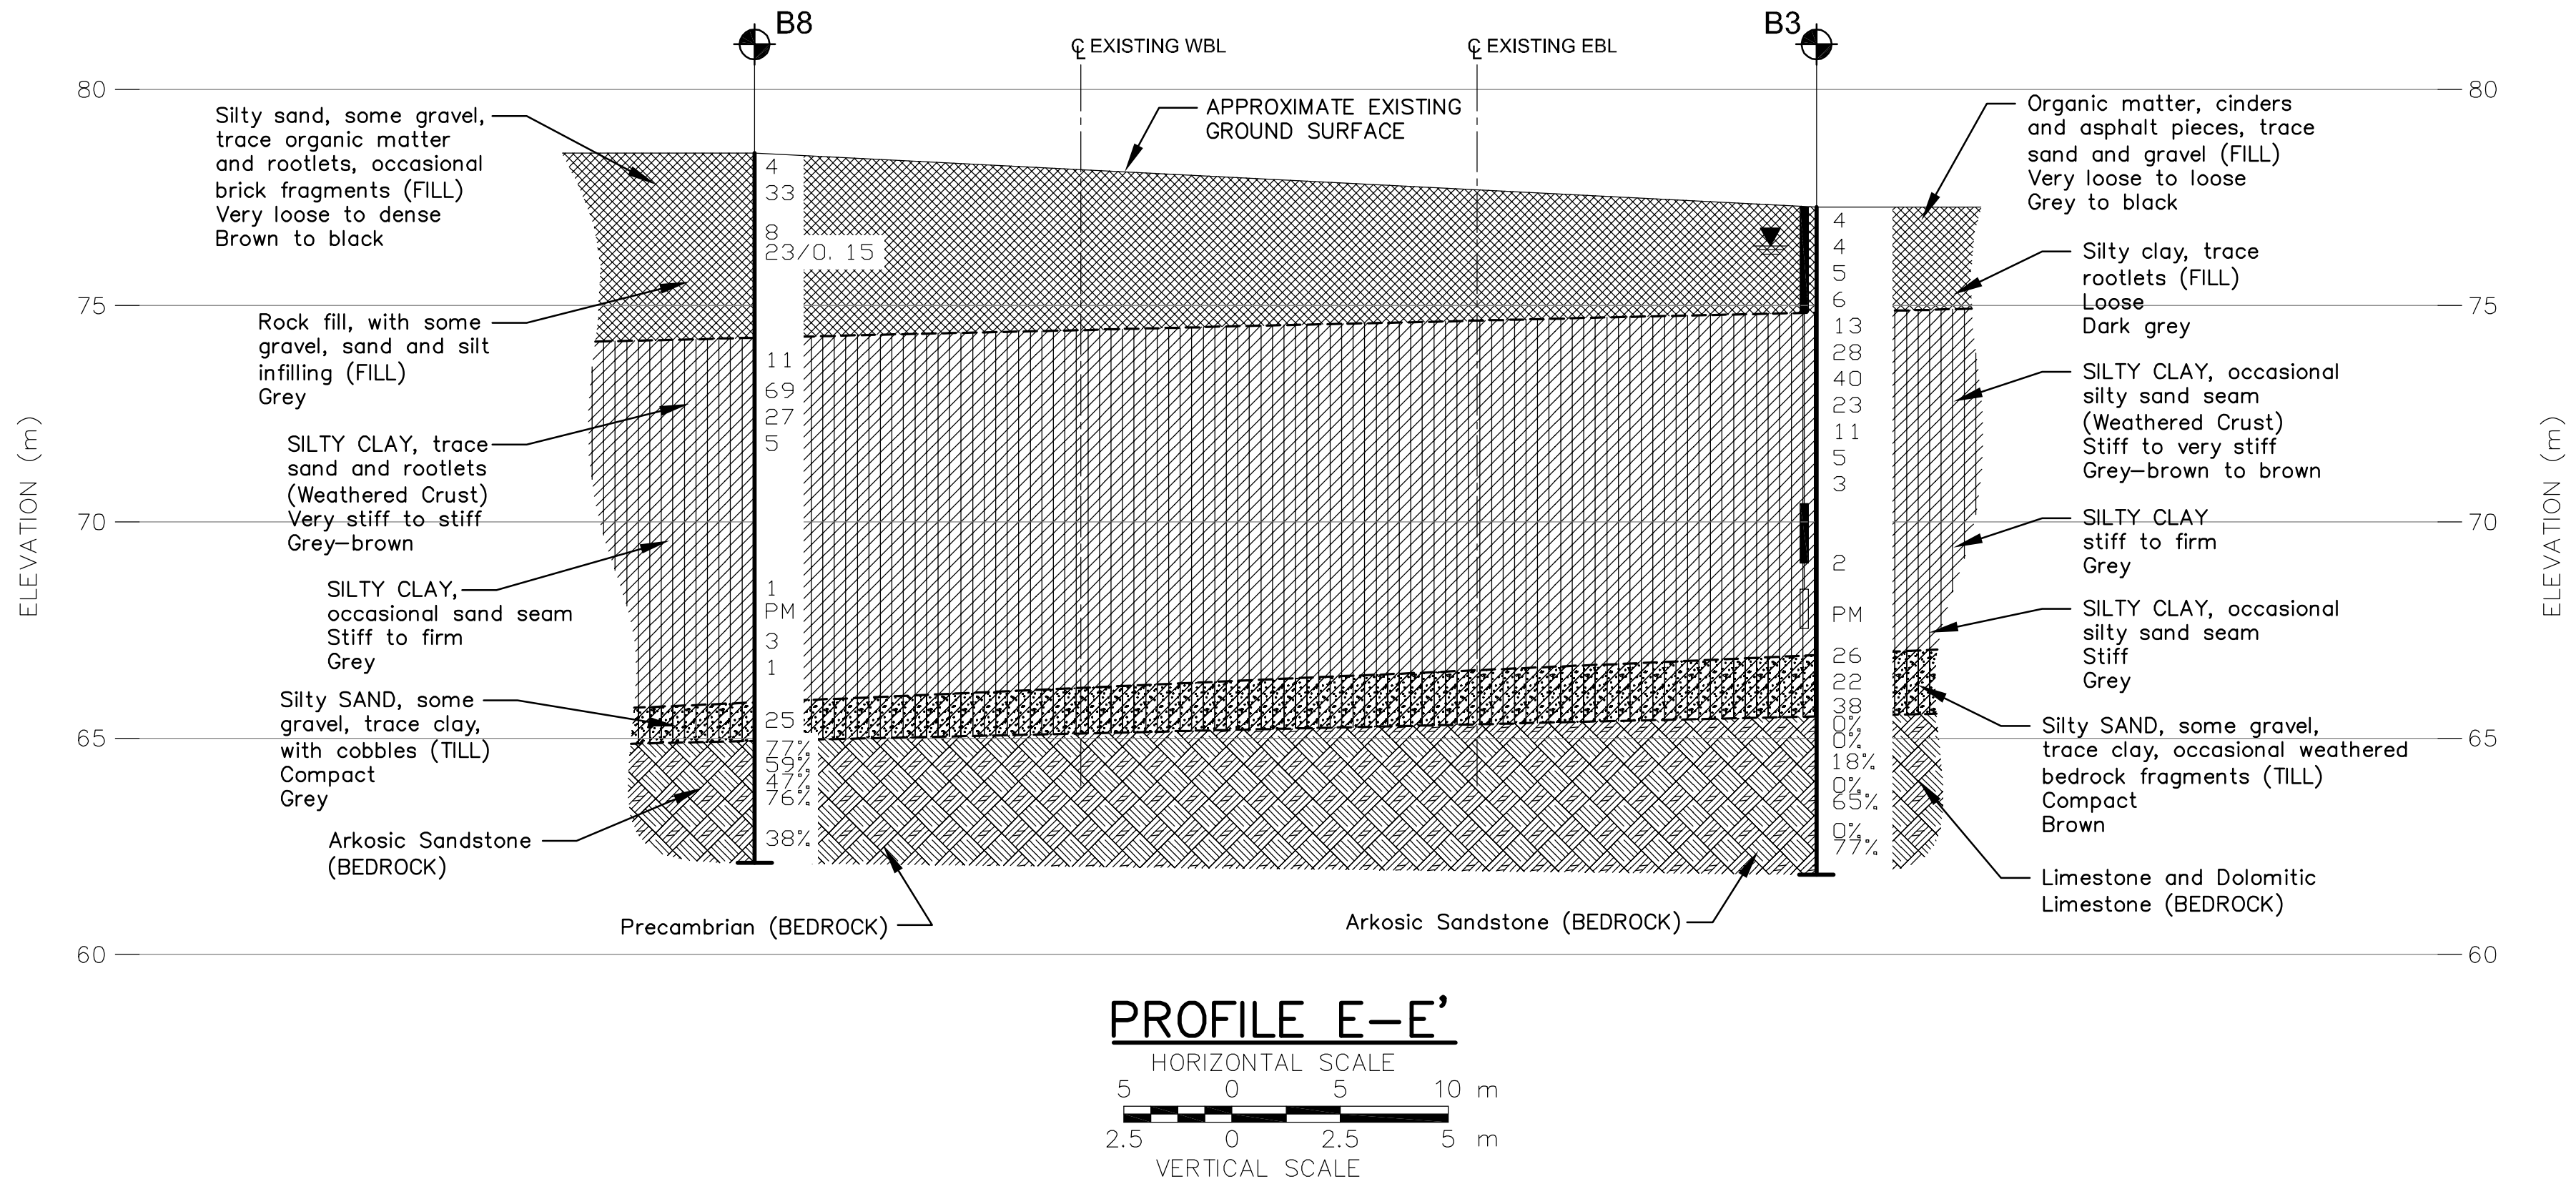 B8
B3
℄ EXISTING WBL
℄ EXISTING EBL
80
80
75
75
70
70
65
65
60
60
ELEVATION (m)
ELEVATION (m)
APPROXIMATE EXISTING
GROUND SURFACE
Silty sand, some gravel,
trace organic matter
and rootlets, occasional
brick fragments (FILL)
Very loose to dense
Brown to black
Rock fill, with some
gravel, sand and silt
infilling (FILL)
Grey
SILTY CLAY, trace
sand and rootlets
(Weathered Crust)
Very stiff to stiff
Grey-brown
SILTY CLAY,
occasional sand seam
Stiff to firm
Grey
Silty SAND, some
gravel, trace clay,
with cobbles (TILL)
Compact
Grey
Arkosic Sandstone
(BEDROCK)
4
33
8
23/0.15
11
69
27
5
1
PM
3
1
25
77%
59%
47%
76%
38%
Precambrian (BEDROCK)
Arkosic Sandstone (BEDROCK)
4
4
5
6
13
28
40
23
11
5
3
2
PM
26
22
38
0%
0%
18%
0%
65%
0%
77%
Organic matter, cinders
and asphalt pieces, trace
sand and gravel (FILL)
Very loose to loose
Grey to black
Silty clay, trace
rootlets (FILL)
Loose
Dark grey
SILTY CLAY, occasional
silty sand seam
(Weathered Crust)
Stiff to very stiff
Grey-brown to brown
SILTY CLAY
stiff to firm
Grey
SILTY CLAY, occasional
silty sand seam
Stiff
Grey
Silty SAND, some gravel,
trace clay, occasional weathered
bedrock fragments (TILL)
Compact
Brown
Limestone and Dolomitic
Limestone (BEDROCK)
PROFILE E-E'
HORIZONTAL SCALE
5 0 5 10 m
2.5 0 2.5 5 m
VERTICAL SCALE